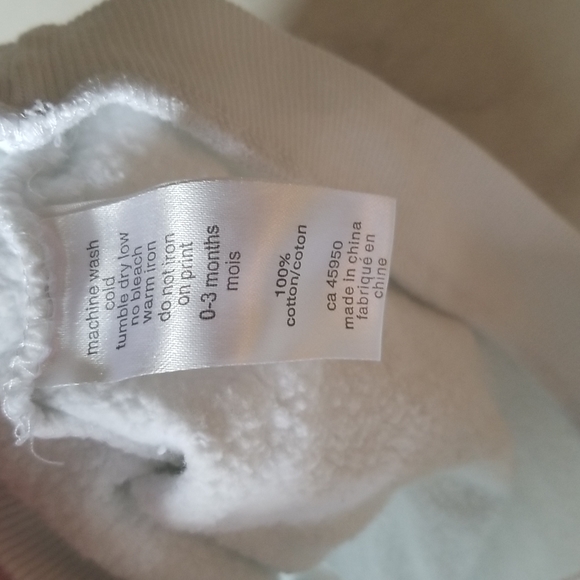 machine wash
cold
tumble dry low
no bleach
warm iron
do not iron
on print
0-3 months
mois
100%
cotton/coton
ca 45950
made in china
fabriqué en
chine